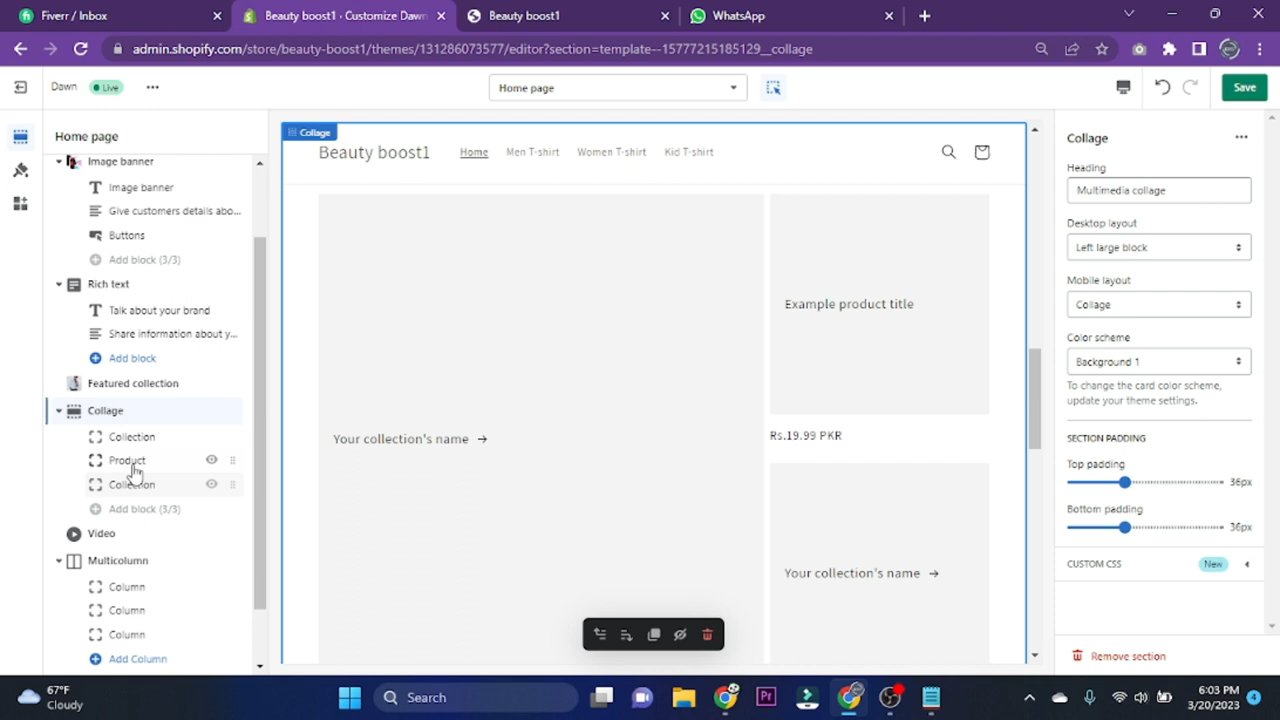 Fiverr / Inbox
Beauty boost1 · Customize Dawn
Beauty boost1
WhatsApp
admin.shopify.com/store/beauty-boost1/themes/131286073577/editor?section=template--15777215185129__collage
Dawn
Live
Home page
Save
Home page
Image banner
Image banner
Give customers details abo...
Buttons
Add block (3/3)
Rich text
Talk about your brand
Share information about y...
Add block
Featured collection
Collage
Collection
Product
Collection
Add block (3/3)
Video
Multicolumn
Column
Column
Column
Add Column
Collage
Beauty boost1
Home
Men T-shirt
Women T-shirt
Kid T-shirt
Your collection's name →
Example product title
Rs.19.99 PKR
Your collection's name →
Collage
Heading
Multimedia collage
Desktop layout
Left large block
Mobile layout
Collage
Color scheme
Background 1
To change the card color scheme,
update your theme settings.
SECTION PADDING
Top padding
36px
Bottom padding
36px
CUSTOM CSS
New
Remove section
67°F
Cloudy
Search
Pr
6:03 PM
3/20/2023
4